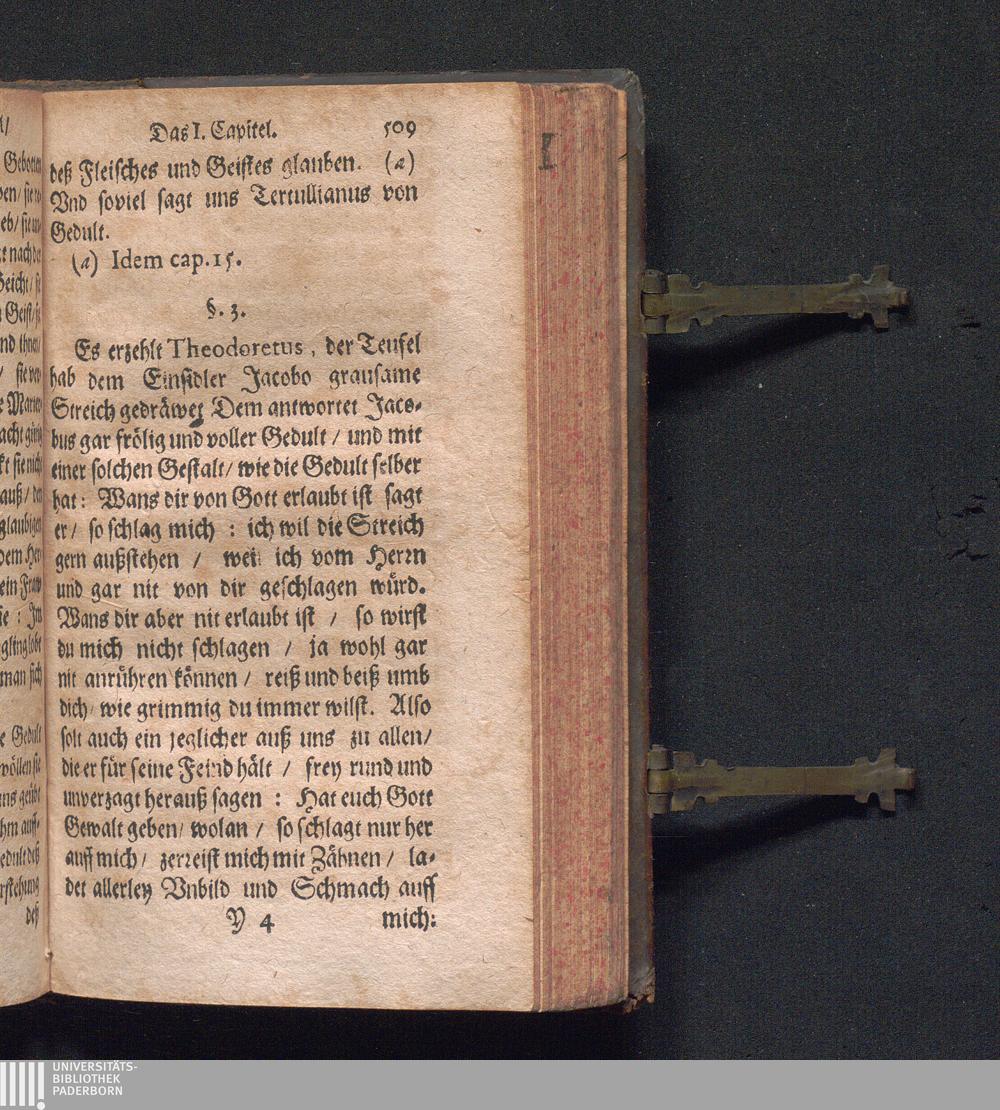 Das I. Capitel. 509
deß Fleisches und Geistes glauben. (a)
Vnd soviel sagt uns Tertullianus von
Gedult.
(a) Idem cap. 15.
§. 3.
Es erzehlt Theodoretus, der Teufel
hab dem Einsidler Jacobo grausame
Streich gedräwet Dem antwortet Jaco-
bus gar frölig und voller Gedult / und mit
einer solchen Gestalt / wie die Gedult selber
hat: Wans dir von Gott erlaubt ist sagt
er / so schlag mich : ich wil die Streich
gern außstehen / weil ich vom Herrn
und gar nit von dir geschlagen würd.
Wans dir aber nit erlaubt ist / so wirst
du mich nicht schlagen / ja wohl gar
nit anrühren können / reiß und beiß umb
dich / wie grimmig du immer wilst. Also
solt auch ein jeglicher auß uns zu allen /
die er für seine Feind hält / frey rund und
unverzagt herauß sagen : Hat euch Gott
Gewalt geben / wolan / so schlagt nur her
auff mich / zerreist mich mit Zähnen / la-
det allerley Vnbild und Schmach auff
Y 4 mich:
UNIVERSITÄTS-
BIBLIOTHEK
PADERBORN